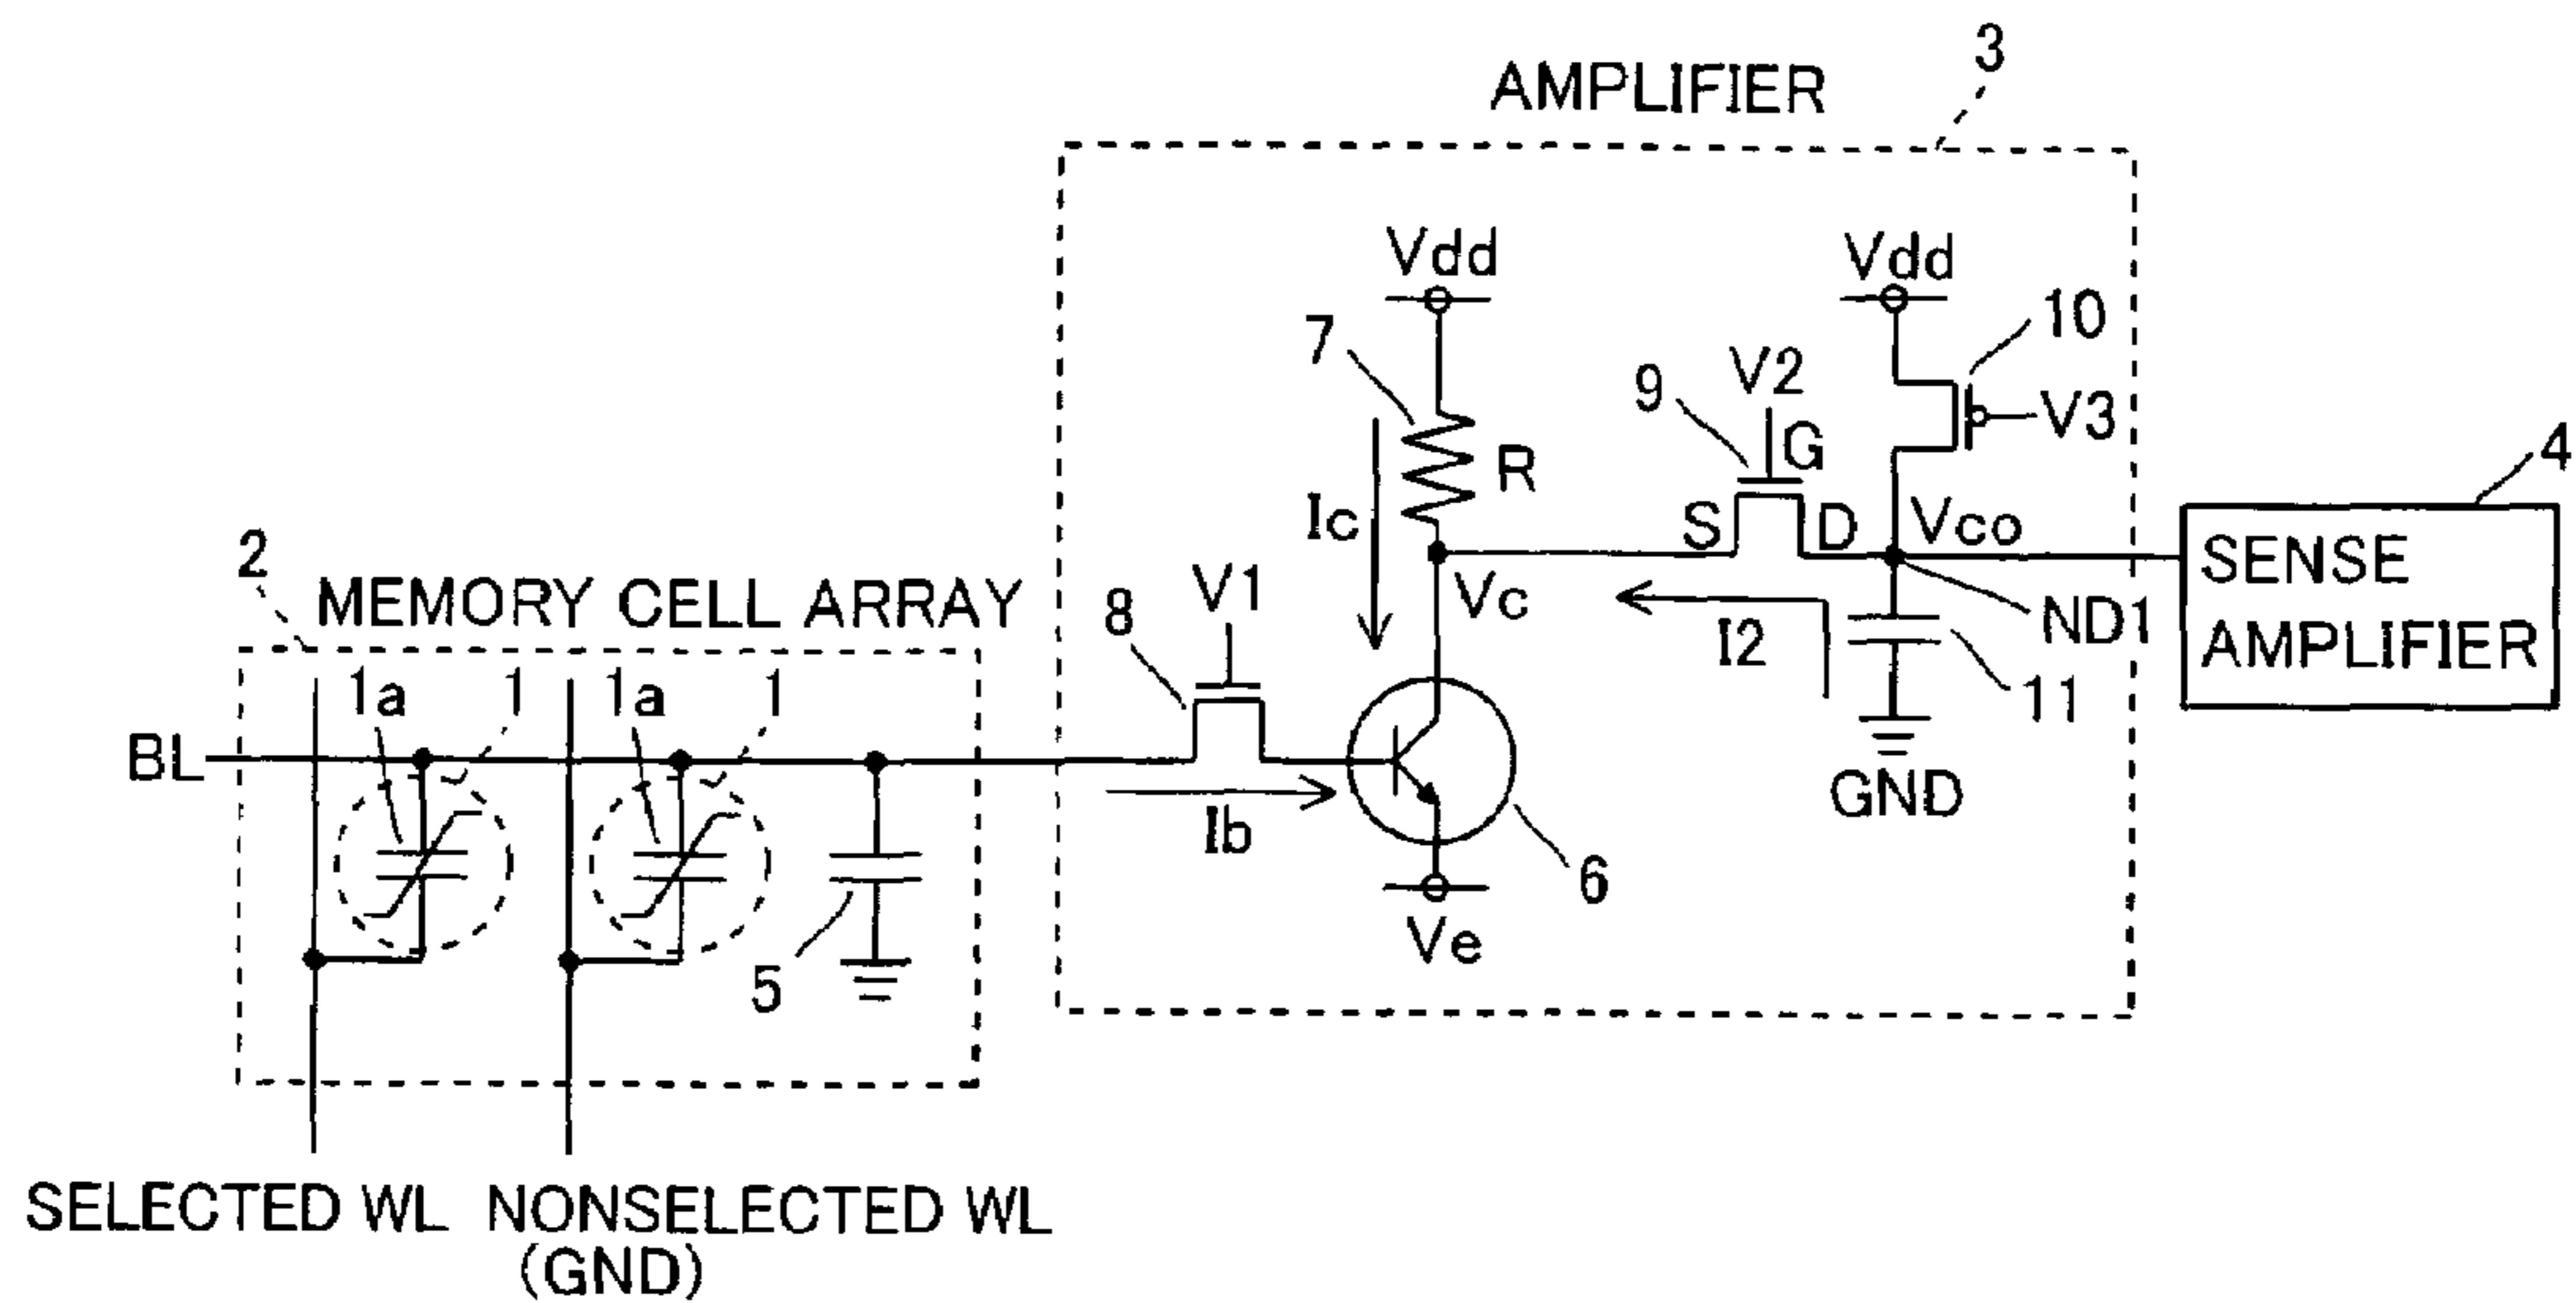 3
AMPLIFIER
Vdd
Vdd
10
7
V2
9
G
V3
R
Ic
S
D
Vco
4
SENSE
AMPLIFIER
2
MEMORY CELL ARRAY
V1
8
Vc
I2
ND1
11
GND
1a
1
1a
1
BL
Ib
6
5
Ve
SELECTED WL
NONSELECTED WL
(GND)